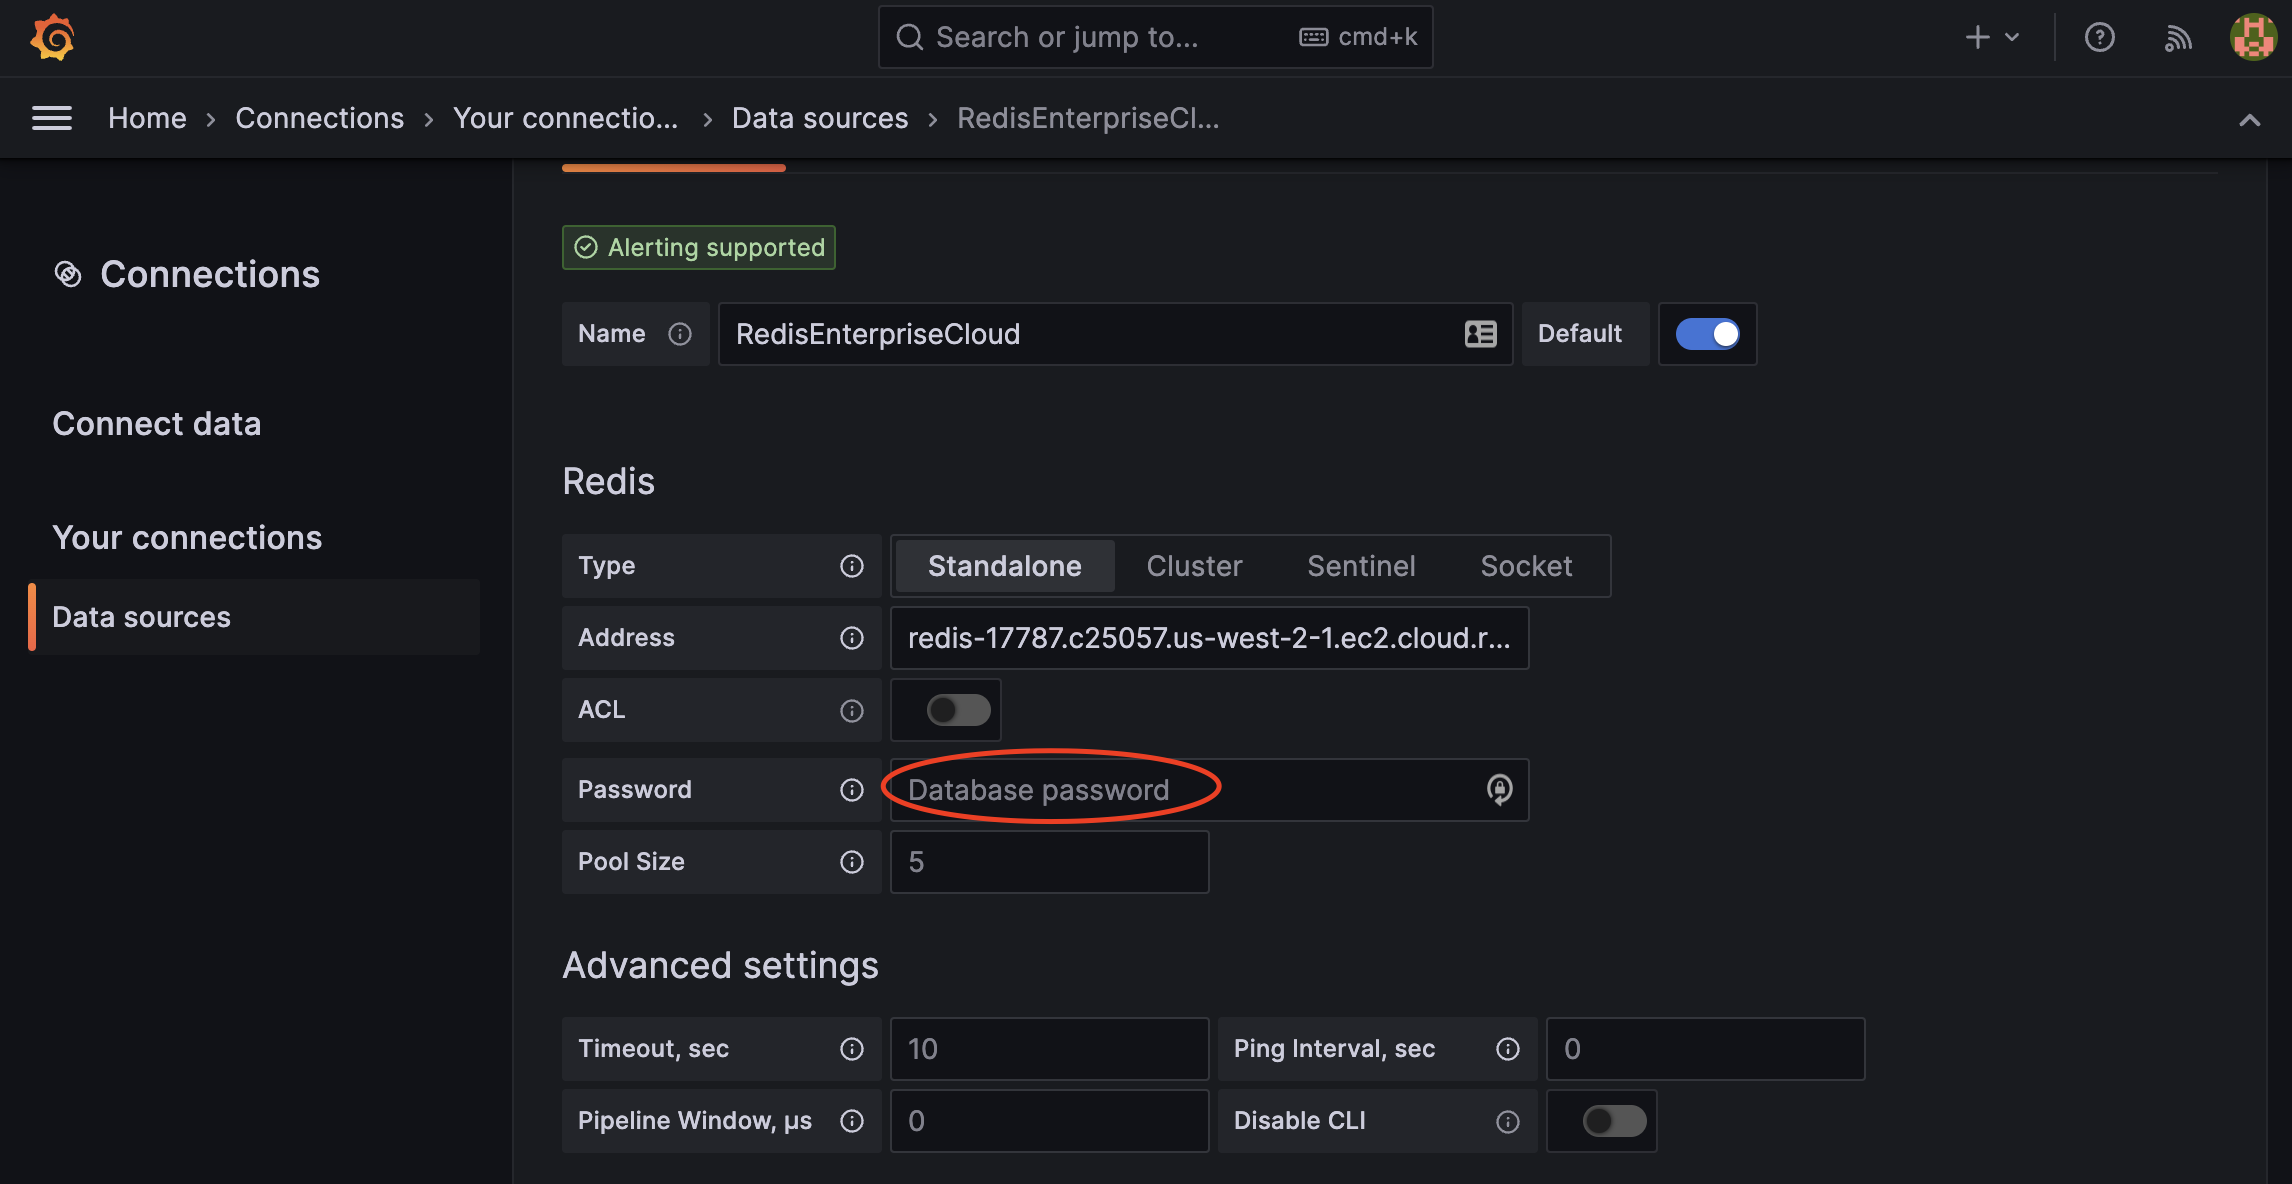 Search or jump to...
cmd+k
Home › Connections › Your connectio... › Data sources › RedisEnterpriseCl...
Connections
Connect data
Your connections
Data sources
Alerting supported
Name
RedisEnterpriseCloud
Default
Redis
Type
Standalone Cluster Sentinel Socket
Address
redis-17787.c25057.us-west-2-1.ec2.cloud.r...
ACL
Password
Database password
Pool Size
5
Advanced settings
Timeout, sec
10
Ping Interval, sec
0
Pipeline Window, μs
0
Disable CLI